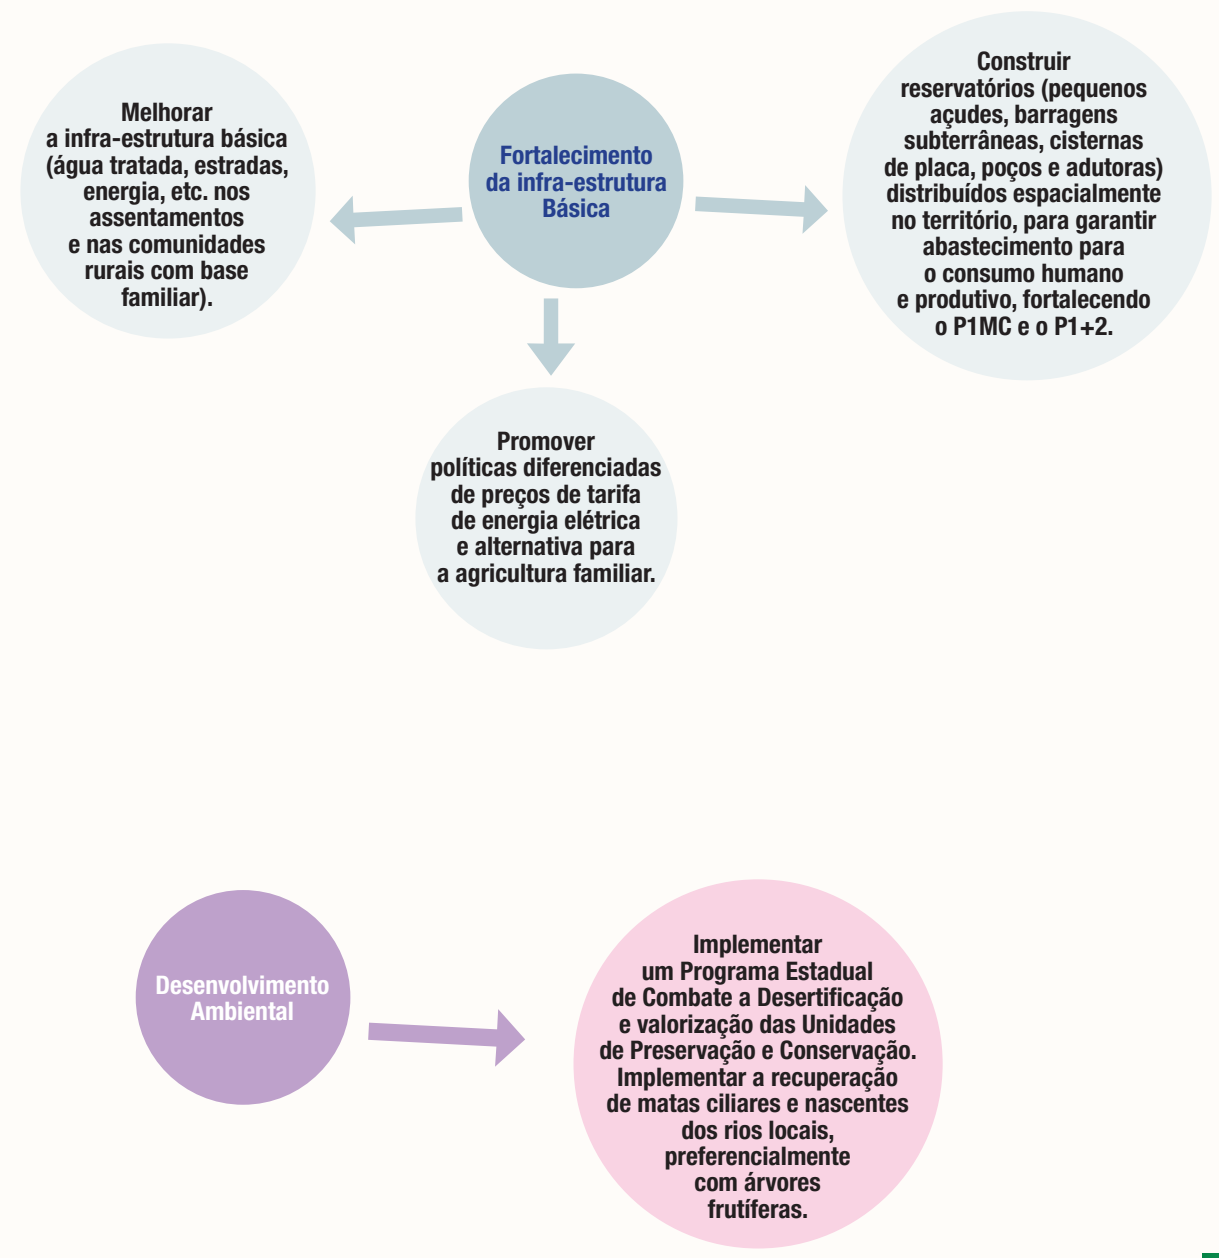 Melhorar
a infra-estrutura básica
(água tratada, estradas,
energia, etc. nos
assentamentos
e nas comunidades
rurais com base
familiar).
Fortalecimento
da infra-estrutura
Básica
Construir
reservatórios (pequenos
açudes, barragens
subterrâneas, cisternas
de placa, poços e adutoras)
distribuídos espacialmente
no território, para garantir
abastecimento para
o consumo humano
e produtivo, fortalecendo
o P1MC e o P1+2.
Promover
políticas diferenciadas
de preços de tarifa
de energia elétrica
e alternativa para
a agricultura familiar.
Desenvolvimento
Ambiental
Implementar
um Programa Estadual
de Combate a Desertificação
e valorização das Unidades
de Preservação e Conservação.
Implementar a recuperação
de matas ciliares e nascentes
dos rios locais,
preferencialmente
com árvores
frutíferas.